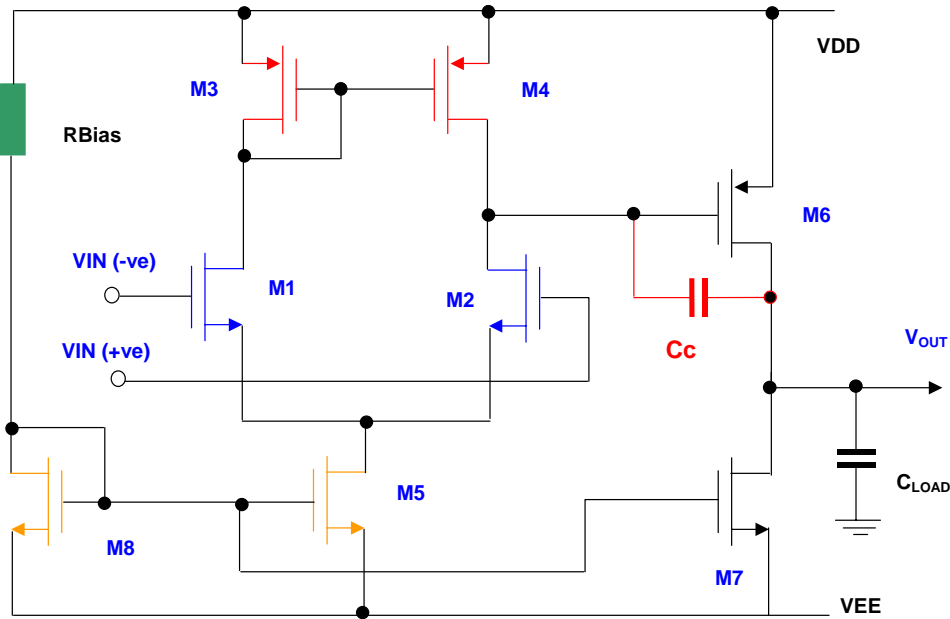 VDD
M3
M4
RBias
M6
VIN (-ve)
M1
M2
VIN (+ve)
Cc
VOUT
M5
CLOAD
M8
M7
VEE